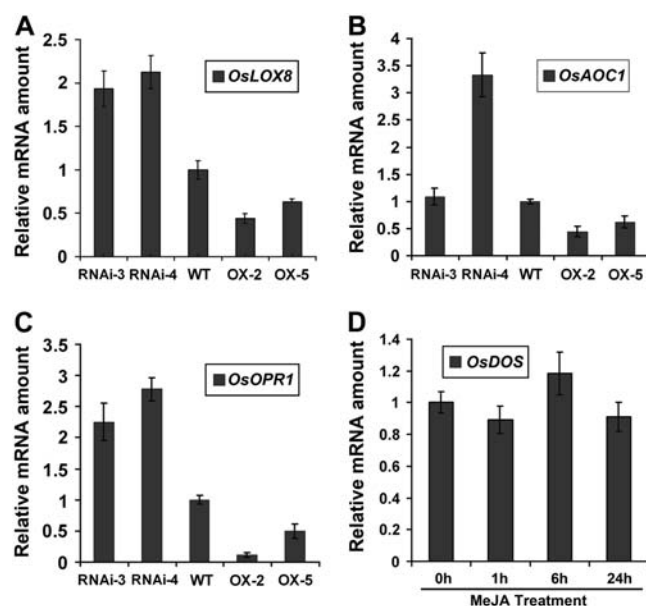 A
Relative mRNA amount
2.5
2
1.5
1
0.5
0
OsLOX8
RNAi-3 RNAi-4 WT OX-2 OX-5
B
Relative mRNA amount
4
3.5
3
2.5
2
1.5
1
0.5
0
OsAOC1
RNAi-3 RNAi-4 WT OX-2 OX-5
C
Relative mRNA amount
3.5
3
2.5
2
1.5
1
0.5
0
OsOPR1
RNAi-3 RNAi-4 WT OX-2 OX-5
D
Relative mRNA amount
1.4
1.2
1
0.8
0.6
0.4
0.2
0
OsDOS
0h 1h 6h 24h
MeJA Treatment